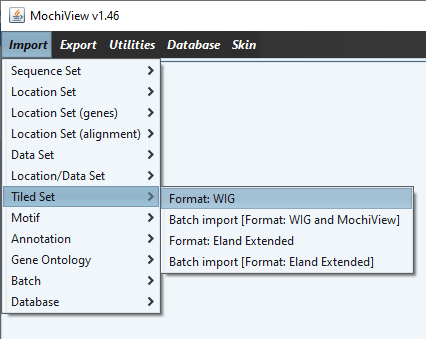 MochiView v1.46
Import Export Utilities Database Skin
Sequence Set
Location Set
Location Set (genes)
Location Set (alignment)
Data Set
Location/Data Set
Tiled Set
Motif
Annotation
Gene Ontology
Batch
Database
Format: WIG
Batch import [Format: WIG and MochiView]
Format: Eland Extended
Batch import [Format: Eland Extended]